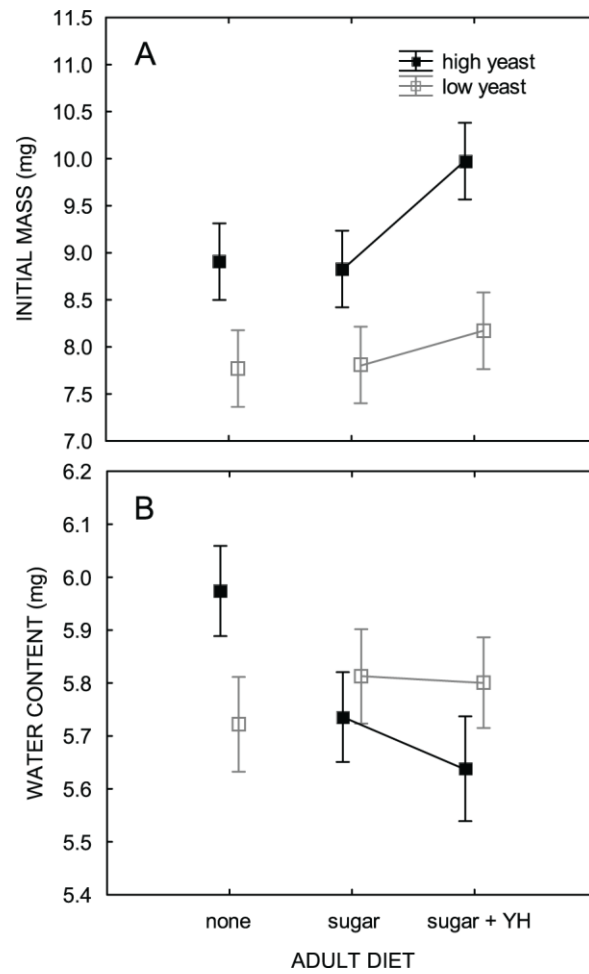 A
high yeast
low yeast
INITIAL MASS (mg)
11.5
11.0
10.5
10.0
9.5
9.0
8.5
8.0
7.5
7.0
B
WATER CONTENT (mg)
6.2
6.1
6.0
5.9
5.8
5.7
5.6
5.5
5.4
none sugar sugar + YH
ADULT DIET